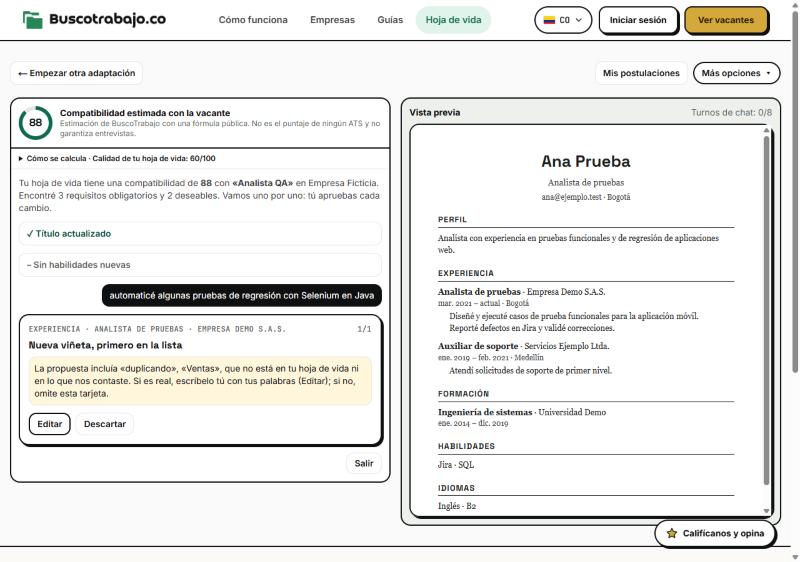 Buscotrabajo.co
Cómo funciona
Empresas
Guías
Hoja de vida
CO
Iniciar sesión
Ver vacantes
← Empezar otra adaptación
Mis postulaciones
Más opciones
88
Compatibilidad estimada con la vacante
Estimación de BuscoTrabajo con una fórmula pública. No es el puntaje de ningún ATS y no
garantiza entrevistas.
Cómo se calcula · Calidad de tu hoja de vida: 60/100
Tu hoja de vida tiene una compatibilidad de 88 con «Analista QA» en Empresa Ficticia.
Encontré 3 requisitos obligatorios y 2 deseables. Vamos uno por uno: tú apruebas cada
cambio.
✓ Título actualizado
– Sin habilidades nuevas
automaticé algunas pruebas de regresión con Selenium en Java
EXPERIENCIA · ANALISTA DE PRUEBAS · EMPRESA DEMO S.A.S.
1/1
Nueva viñeta, primero en la lista
La propuesta incluía «duplicando», «Ventas», que no está en tu hoja de vida ni
en lo que nos contaste. Si es real, escríbelo tú con tus palabras (Editar); si no,
omite esta tarjeta.
Editar
Descartar
Salir
Vista previa
Turnos de chat: 0/8
Ana Prueba
Analista de pruebas
ana@ejemplo.test · Bogotá
PERFIL
Analista con experiencia en pruebas funcionales y de regresión de aplicaciones
web.
EXPERIENCIA
Analista de pruebas · Empresa Demo S.A.S.
mar. 2021 – actual · Bogotá
Diseñé y ejecuté casos de prueba funcionales para la aplicación móvil.
Reporté defectos en Jira y validé correcciones.
Auxiliar de soporte · Servicios Ejemplo Ltda.
ene. 2019 – feb. 2021 · Medellín
Atendí solicitudes de soporte de primer nivel.
FORMACIÓN
Ingeniería de sistemas · Universidad Demo
ene. 2014 – dic. 2019
HABILIDADES
Jira · SQL
IDIOMAS
Inglés · B2
Califícanos y opina